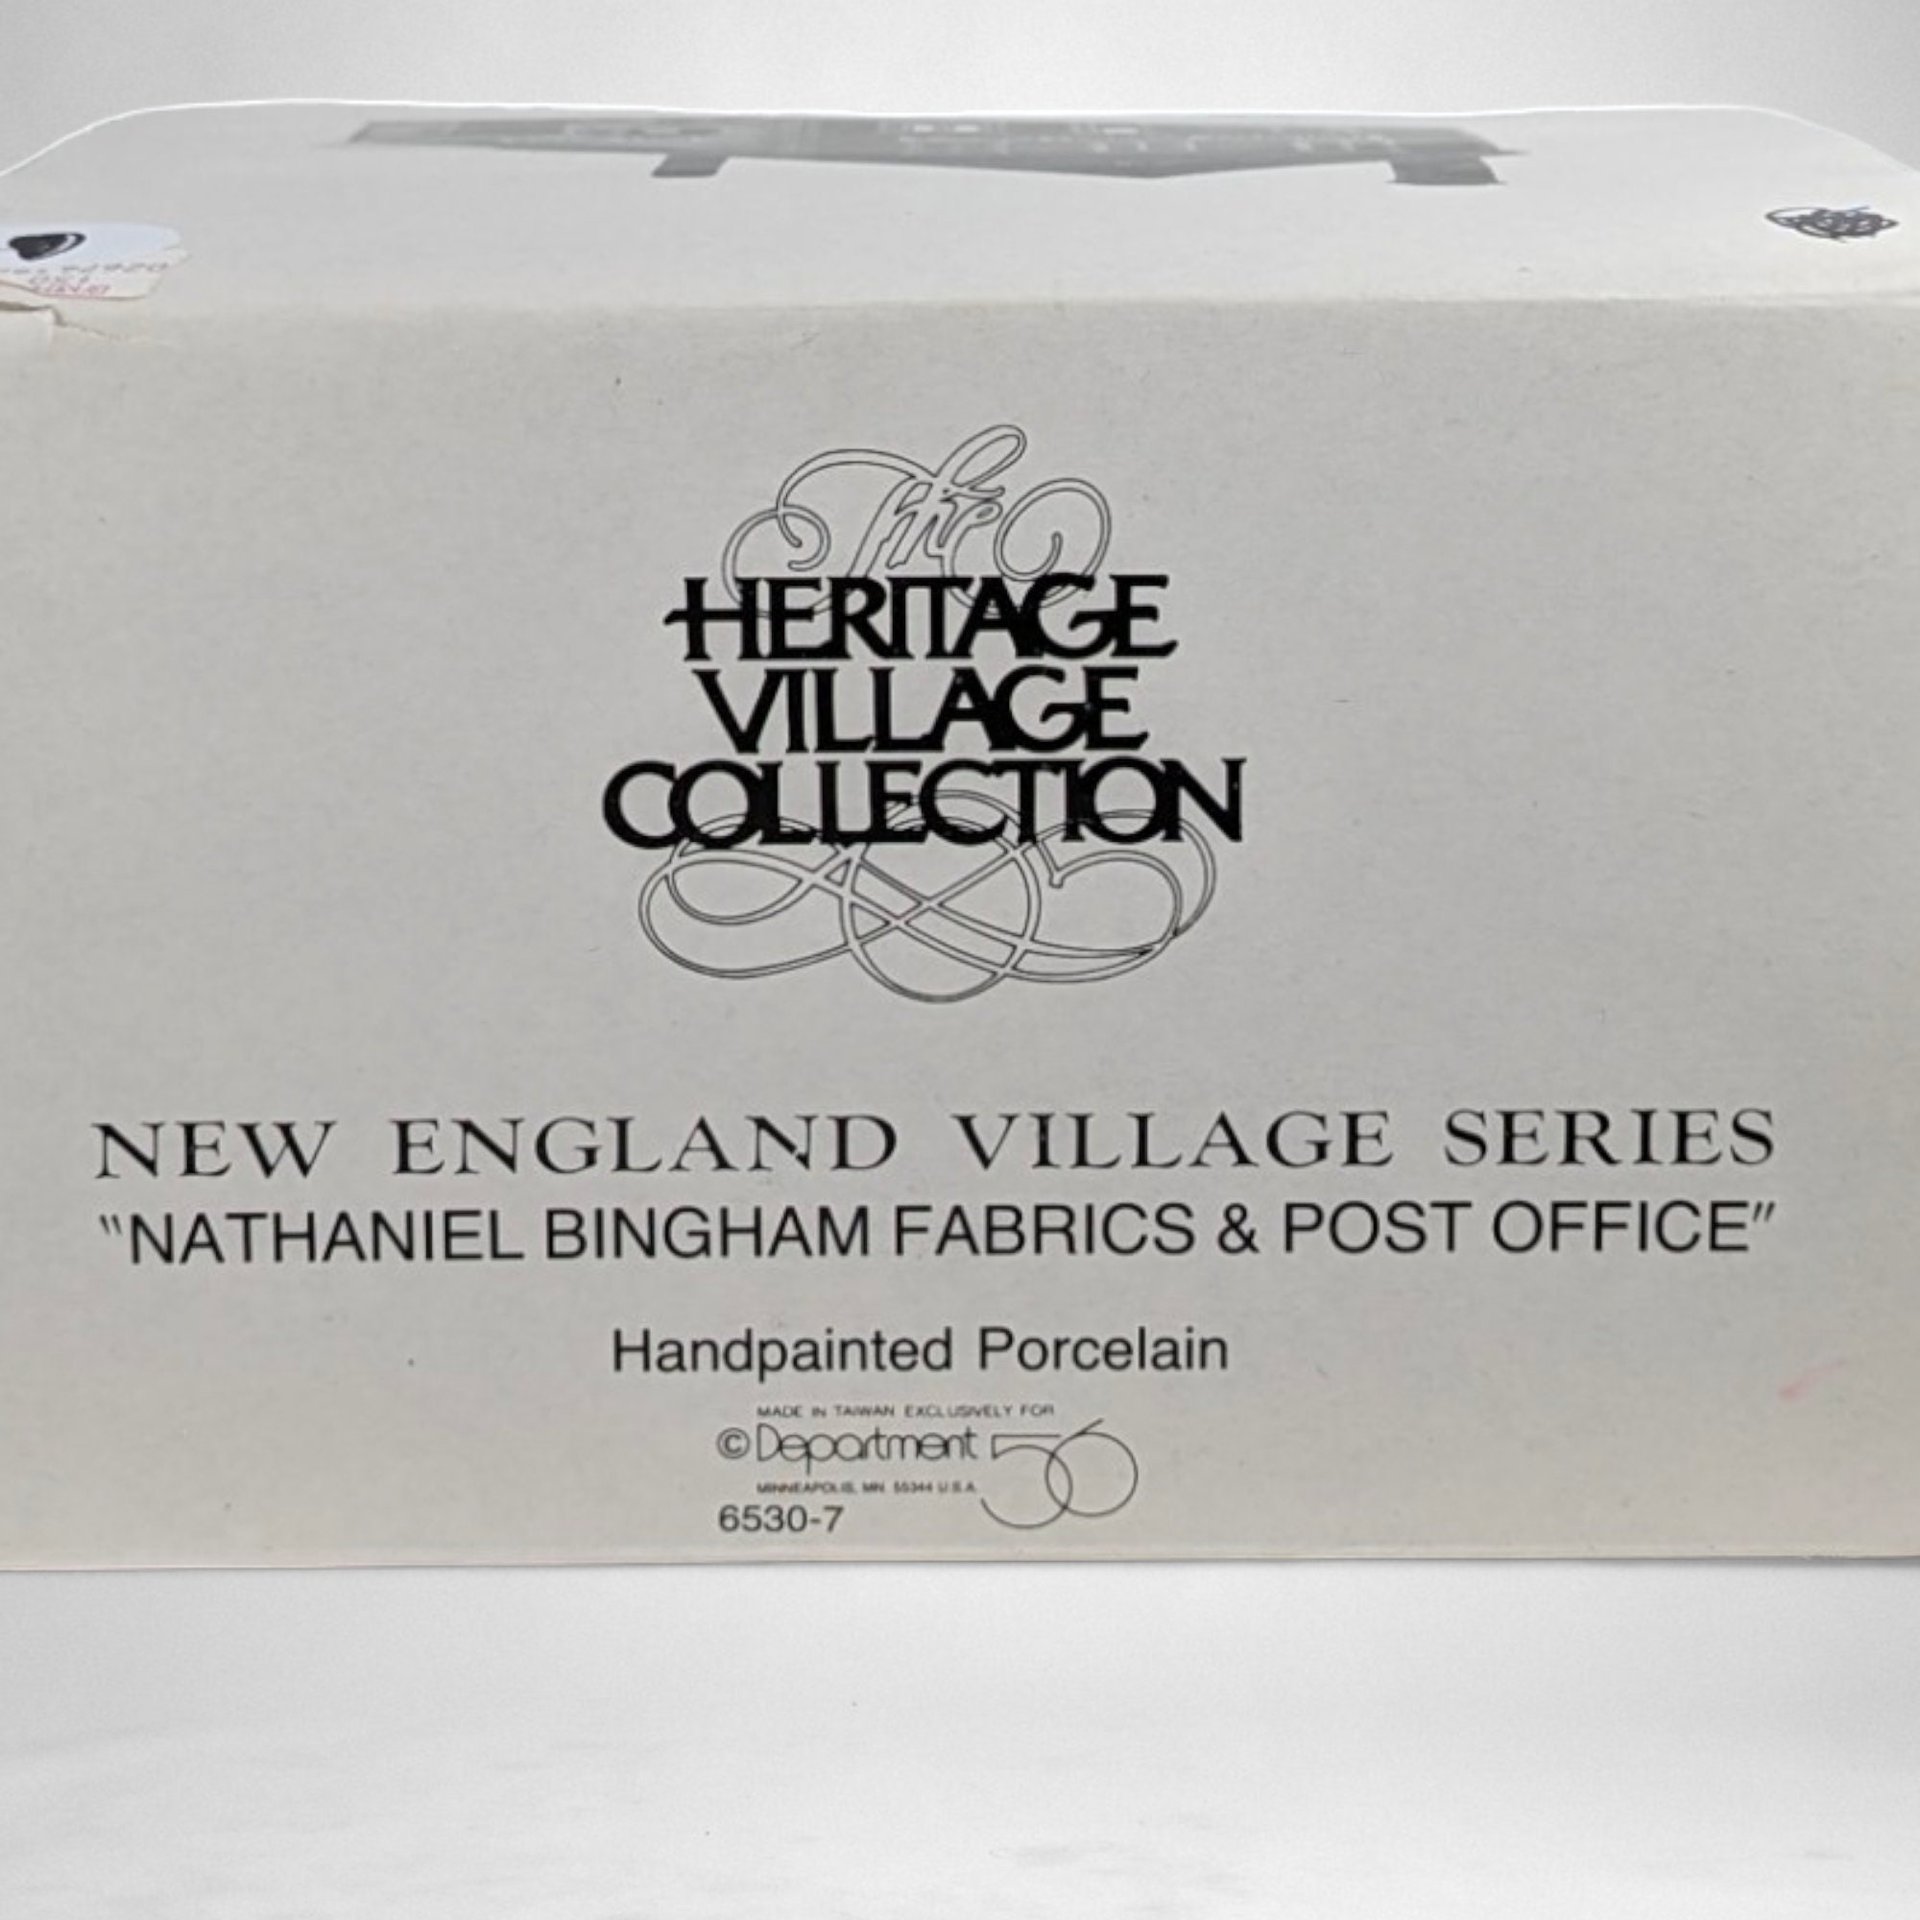 The
HERITAGE
VILLAGE
COLLECTION
NEW ENGLAND VILLAGE SERIES
"NATHANIEL BINGHAM FABRICS & POST OFFICE"
Handpainted Porcelain
MADE IN TAIWAN EXCLUSIVELY FOR
© Department 56
MINNEAPOLIS, MN 55344 U.S.A.
6530-7